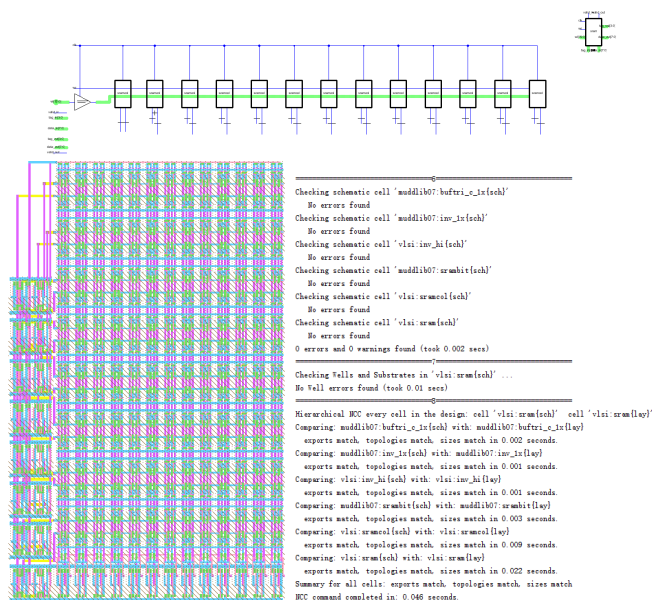 6
Checking schematic cell 'muddlib07:buftri_c_1x{sch}'
No errors found
Checking schematic cell 'muddlib07:inv_1x{sch}'
No errors found
Checking schematic cell 'vlsi:inv_hi{sch}'
No errors found
Checking schematic cell 'muddlib07:srambit{sch}'
No errors found
Checking schematic cell 'vlsi:sramcol{sch}'
No errors found
Checking schematic cell 'vlsi:sram{sch}'
No errors found
0 errors and 0 warnings found (took 0.002 secs)
7
Checking Wells and Substrates in 'vlsi:sram{sch}' ...
No Well errors found (took 0.01 secs)
8
Hierarchical NCC every cell in the design: cell 'vlsi:sram{sch}' cell 'vlsi:sram{lay}'
Comparing: muddlib07:buftri_c_1x{sch} with: muddlib07:buftri_c_1x{lay}
exports match, topologies match, sizes match in 0.002 seconds.
Comparing: muddlib07:inv_1x{sch} with: muddlib07:inv_1x{lay}
exports match, topologies match, sizes match in 0.001 seconds.
Comparing: vlsi:inv_hi{sch} with: vlsi:inv_hi{lay}
exports match, topologies match, sizes match in 0.001 seconds.
Comparing: muddlib07:srambit{sch} with: muddlib07:srambit{lay}
exports match, topologies match, sizes match in 0.003 seconds.
Comparing: vlsi:sramcol{sch} with: vlsi:sramcol{lay}
exports match, topologies match, sizes match in 0.009 seconds.
Comparing: vlsi:sram{sch} with: vlsi:sram{lay}
exports match, topologies match, sizes match in 0.022 seconds.
Summary for all cells: exports match, topologies match, sizes match
NCC command completed in: 0.046 seconds.